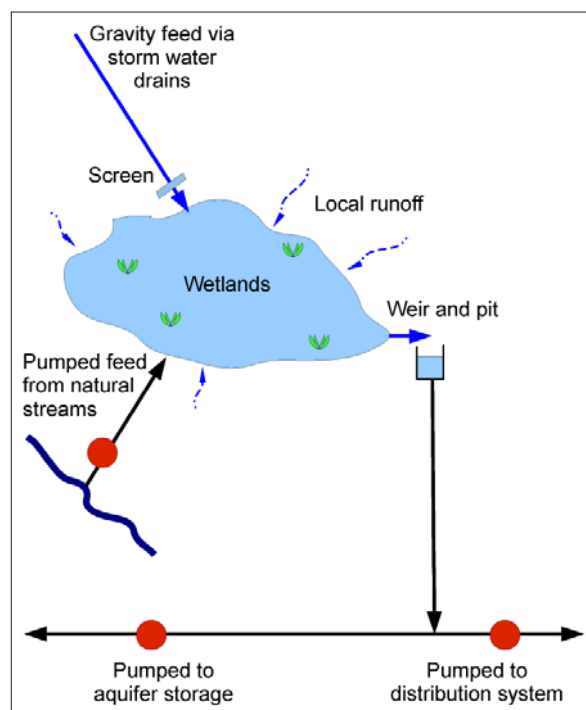 Gravity feed via
storm water
drains
Screen
Local runoff
Wetlands
Weir and pit
Pumped feed
from natural
streams
Pumped to
aquifer storage
Pumped to
distribution system